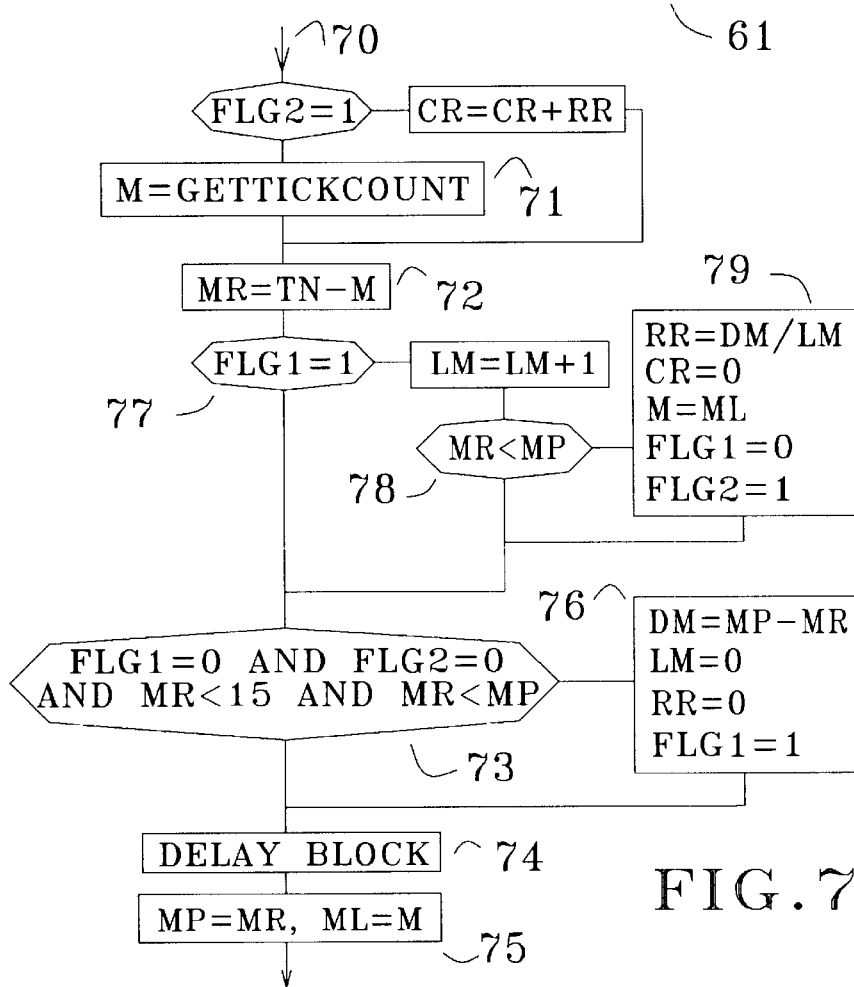 70
61
FLG2=1
CR=CR+RR
M=GETTICKCOUNT
71
MR=TN-M
72
79
FLG1=1
77
LM=LM+1
RR=DM/LM
CR=0
M=ML
FLG1=0
FLG2=1
MR<MP
78
76
FLG1=0 AND FLG2=0
AND MR<15 AND MR<MP
73
DM=MP-MR
LM=0
RR=0
FLG1=1
DELAY BLOCK
74
MP=MR, ML=M
75
FIG.7